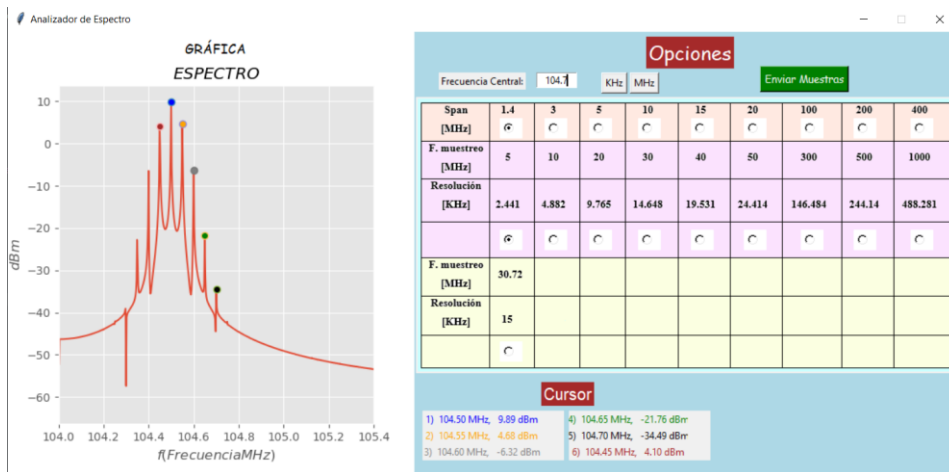 Analizador de Espectro
GRÁFICA
ESPECTRO
10
0
−10
−20
−30
−40
−50
−60
dBm
104.0 104.2 104.4 104.6 104.8 105.0 105.2 105.4
f(FrecuenciaMHz)
Opciones
Frecuencia Central: 104.7 KHz MHz Enviar Muestras
Span 1.4 3 5 10 15 20 100 200 400
[MHz]
F. muestreo
5 10 20 30 40 50 300 500 1000
[MHz]
Resolución
[KHz] 2.441 4.882 9.765 14.648 19.531 24.414 146.484 244.14 488.281
F. muestreo
30.72
[MHz]
Resolución
[KHz] 15
Cursor
1) 104.50 MHz, 9.89 dBm
2) 104.55 MHz, 4.68 dBm
3) 104.60 MHz, -6.32 dBm
4) 104.65 MHz, -21.76 dBm
5) 104.70 MHz, -34.49 dBm
6) 104.45 MHz, 4.10 dBm